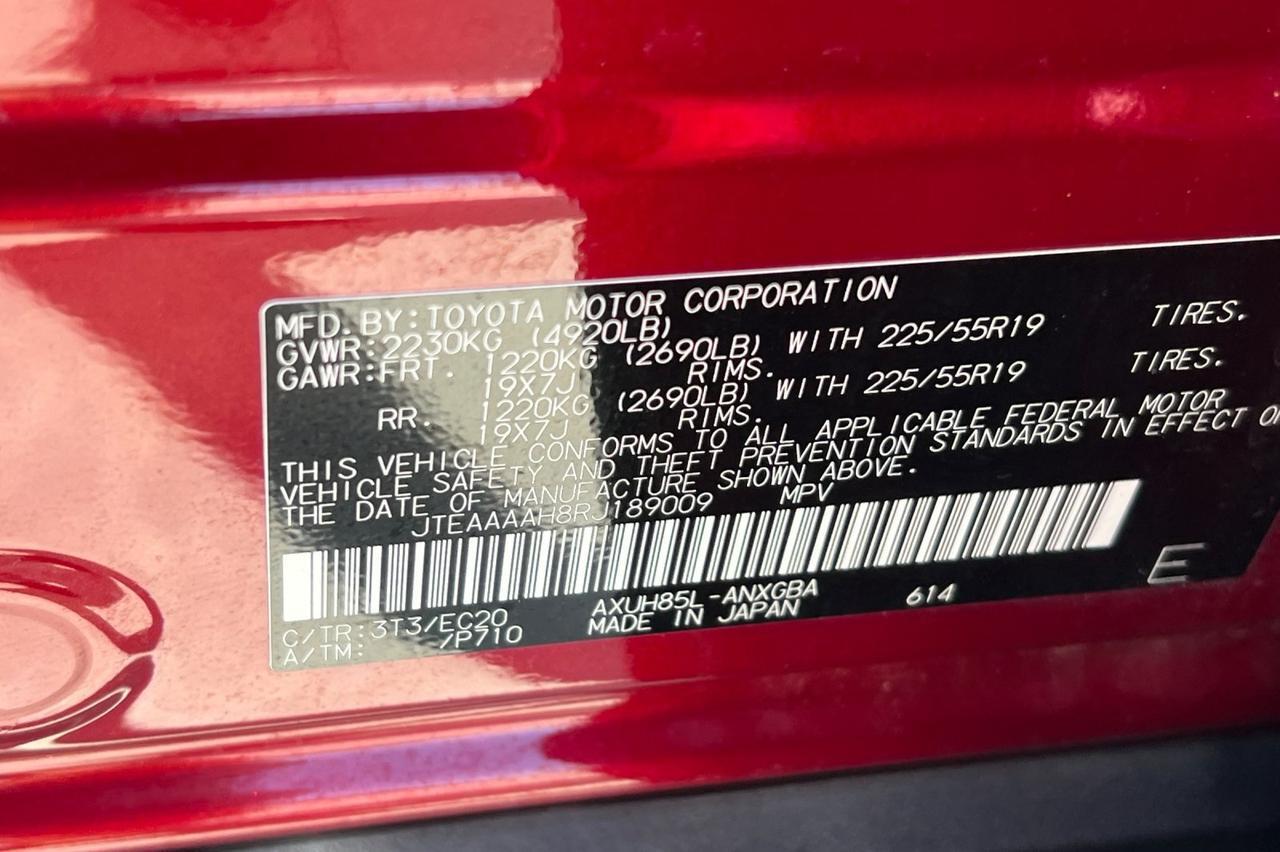 MFD. BY: TOYOTA MOTOR CORPORATION
GVWR: 2230KG (4920LB)
GAWR: FRT. 1220KG (2690LB) WITH 225/55R19 TIRES.
19X7J RIMS.
RR. 1220KG (2690LB) WITH 225/55R19 TIRES.
19X7J RIMS.
THIS VEHICLE CONFORMS TO ALL APPLICABLE FEDERAL MOTOR
VEHICLE SAFETY AND THEFT PREVENTION STANDARDS IN EFFECT ON
THE DATE OF MANUFACTURE SHOWN ABOVE.
JTEAAAAH8RJ189009 MPV
C/TR: 3T3/EC20 AXUH85L-ANXGBA 614 E
A/TM: /P710 MADE IN JAPAN